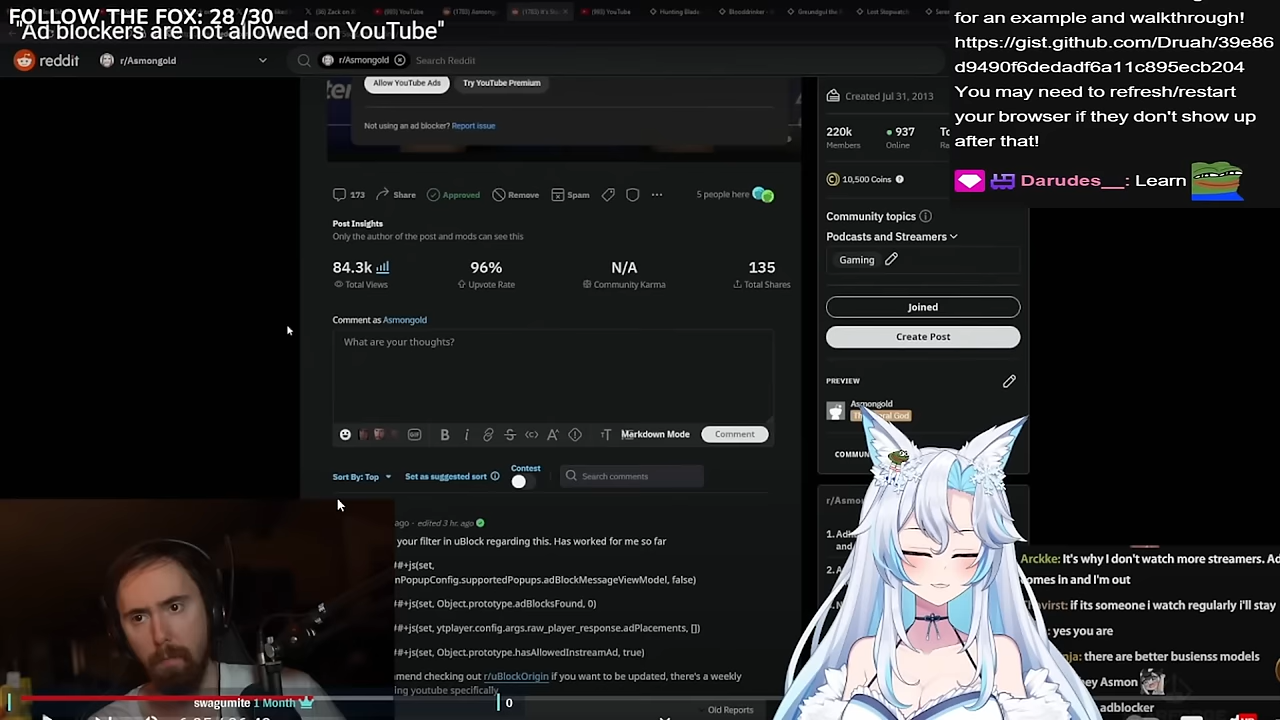 FOLLOW THE FOX: 28 /30
"Ad blockers are not allowed on YouTube"
reddit
r/Asmongold
r/Asmongold
Search Reddit
Allow YouTube Ads
Try YouTube Premium
Not using an ad blocker? Report issue
173
Share
Approved
Remove
Spam
5 people here
Post Insights
Only the author of the post and mods can see this
84.3k
96%
N/A
135
Total Views
Upvote Rate
Community Karma
Total Shares
Comment as Asmongold
What are your thoughts?
GIF
Markdown Mode
Comment
Sort By: Top
Set as suggested sort
Contest
Search comments
ago · edited 3 hr. ago
your filter in uBlock regarding this. Has worked for me so far
##+js(set,
nPopupConfig.supportedPopups.adBlockMessageViewModel, false)
##+js(set, Object.prototype.adBlocksFound, 0)
##+js(set, ytplayer.config.args.raw_player_response.adPlacements, [])
##+js(set, Object.prototype.hasAllowedInstreamAd, true)
mend checking out r/uBlockOrigin if you want to be updated, there's a weekly
ing youtube specifically
Created Jul 31, 2013
220k
937
Members
Online
10,500 Coins
Community topics
Podcasts and Streamers
Gaming
Joined
Create Post
PREVIEW
Asmongold
COMMUN
r/Asmo
Old Reports
for an example and walkthrough!
https://gist.github.com/Druah/39e86
d9490f6dedadf6a11c895ecb204
You may need to refresh/restart
your browser if they don't show up
after that!
Darudes__: Learn
Arckke: It's why I don't watch more streamers. Ad
omes in and I'm out
havirst: if its someone i watch regularly i'll stay
: yes you are
nja: there are better busienss models
ey Asmon
adblocker
swagumite 1 Month
0